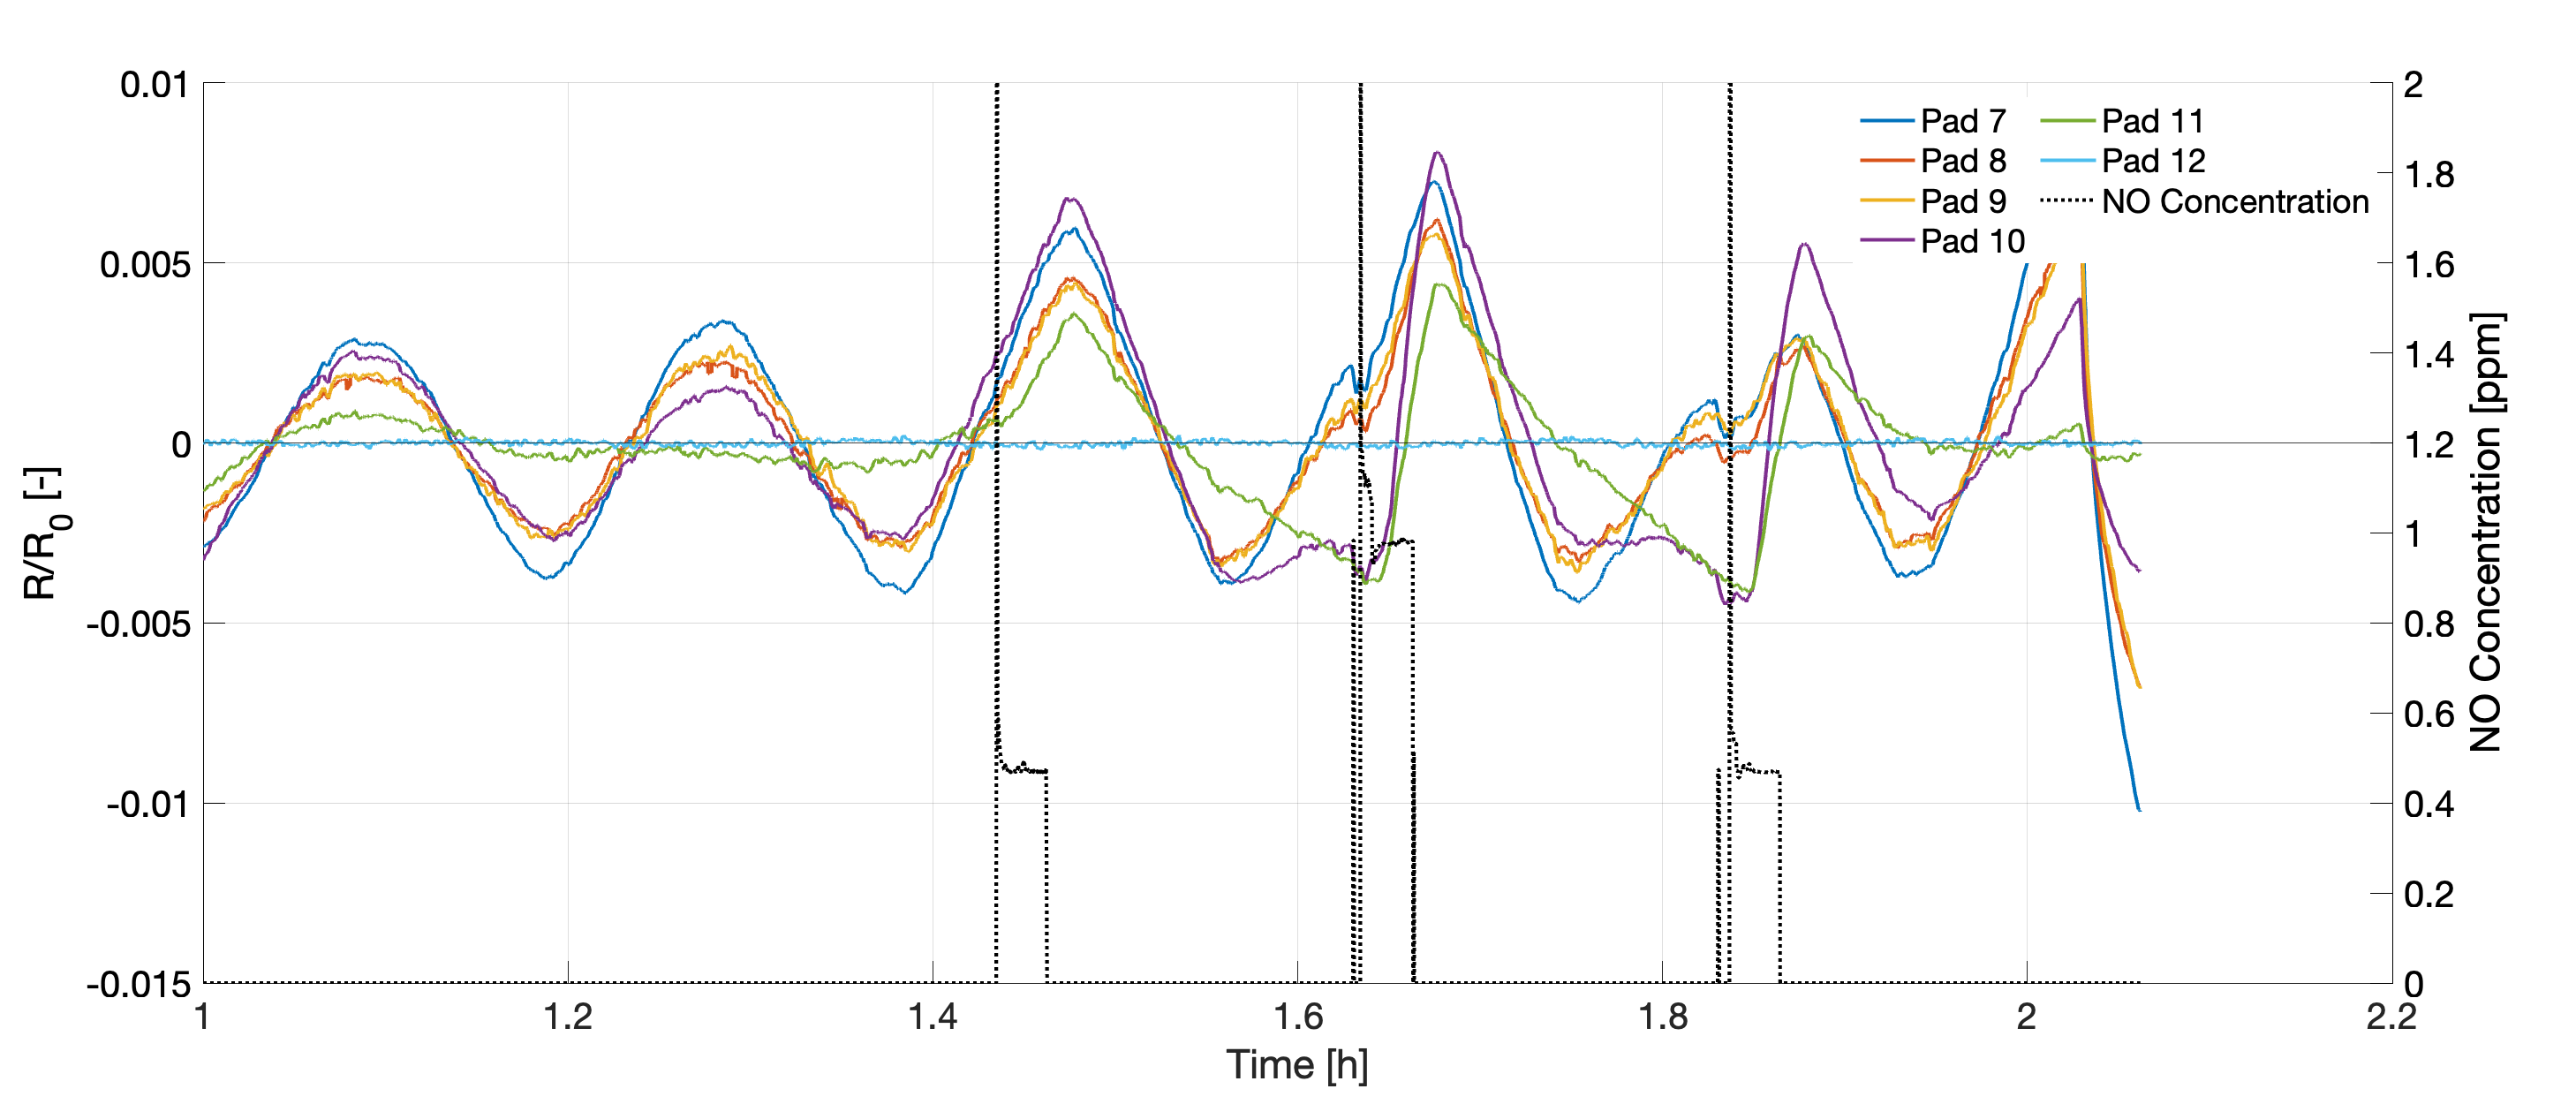 0.01
0.005
0
-0.005
-0.01
-0.015
R/R0 [-]
1
1.2
1.4
1.6
1.8
2
2.2
Time [h]
2
1.8
1.6
1.4
1.2
1
0.8
0.6
0.4
0.2
0
NO Concentration [ppm]
Pad 7
Pad 8
Pad 9
Pad 10
Pad 11
Pad 12
NO Concentration